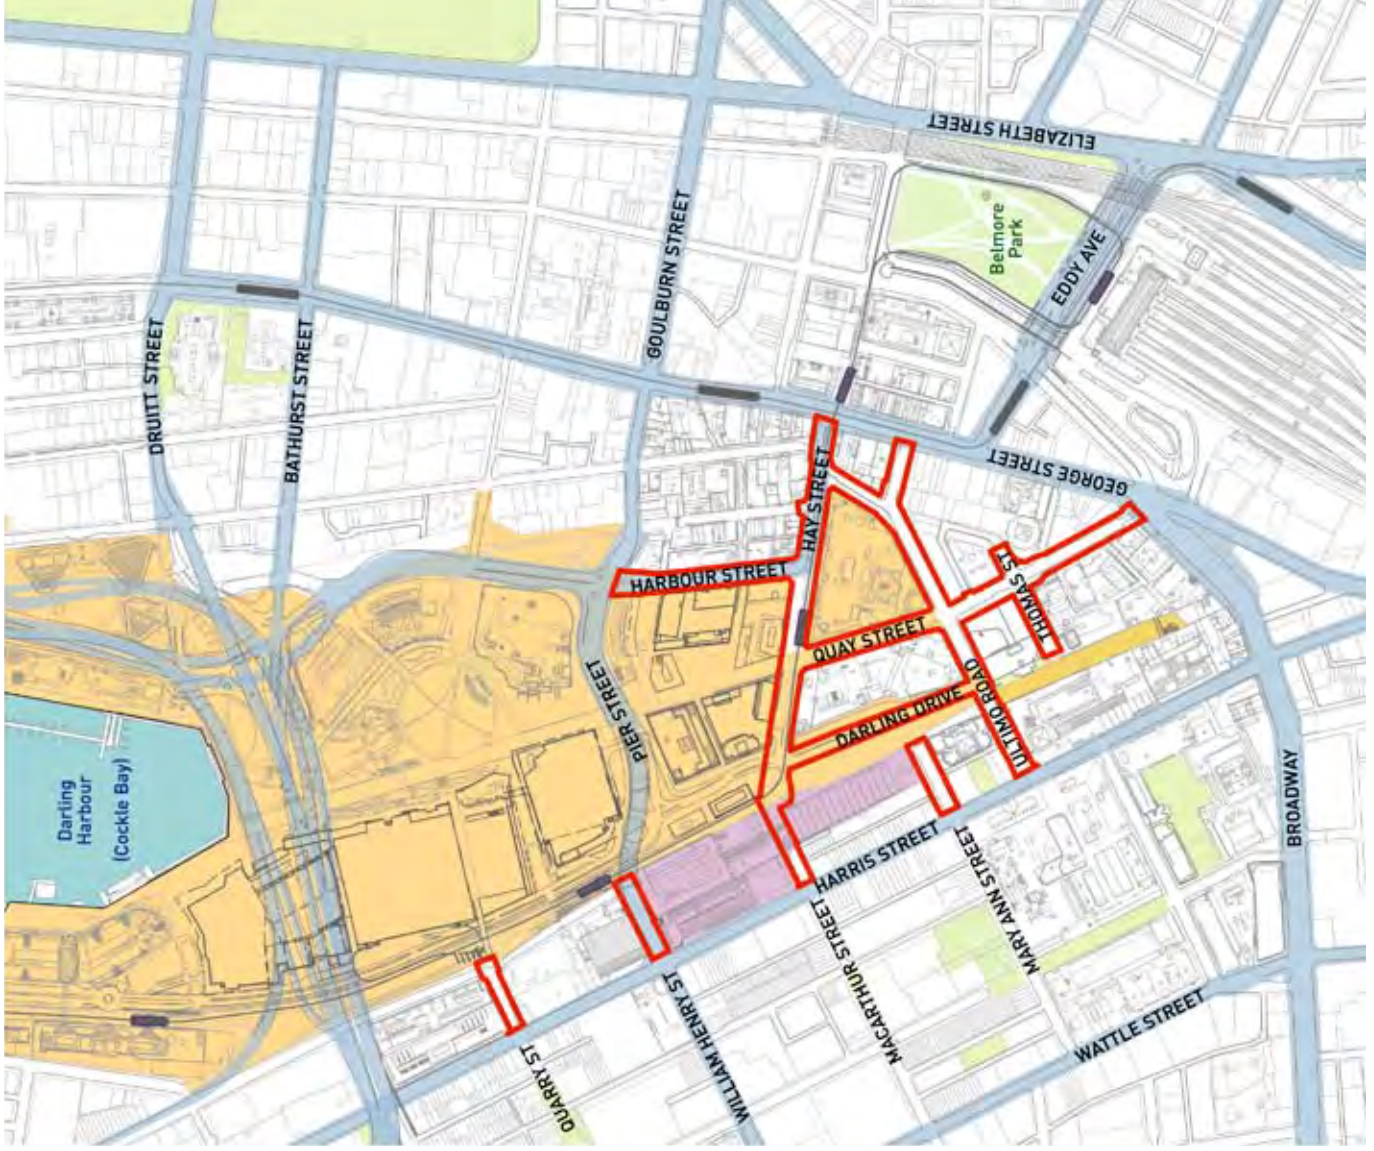 ELIZABETH STREET
Belmore
Park
EDDY AVE
GOULBURN STREET
DRUITT STREET
BATHURST STREET
GEORGE STREET
HAY STREET
HARBOUR STREET
THOMAS ST
THOMAS
QUAY STREET
PIER STREET
DARLING DRIVE
ULTIMO ROAD
Darling
Harbour
(Cockle Bay)
BROADWAY
HARRIS STREET
MACARTHUR STREET
MARY ANN STREET
WATTLE STREET
WILLIAM HENRY ST
QUARRY ST